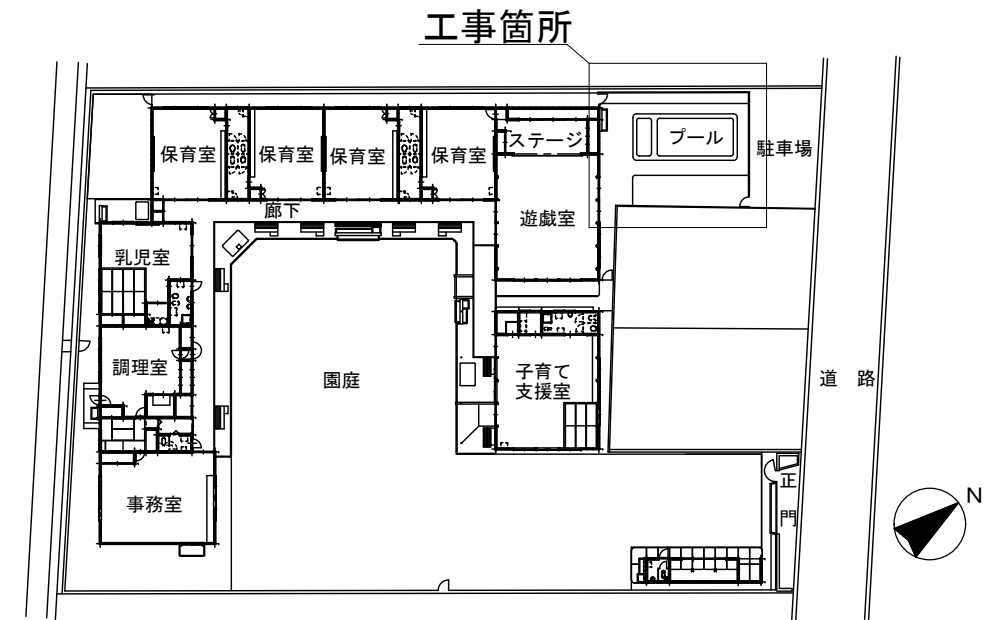 工事箇所
保育室
保育室
保育室
保育室
ステージ
プール
駐車場
廊下
遊戯室
乳児室
調理室
園庭
子育て
支援室
道 路
事務室
正
門
N